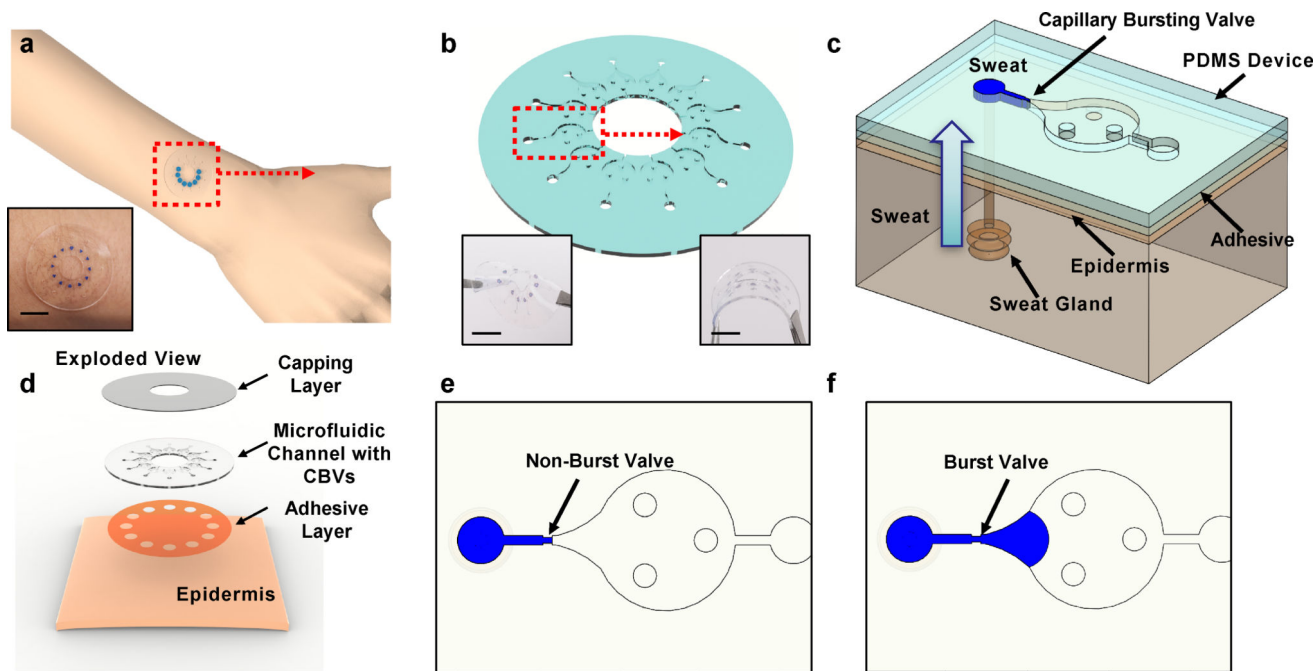 a
b
c
Capillary Bursting Valve
PDMS Device
Sweat
Sweat
Adhesive
Epidermis
Sweat Gland
d
Exploded View
Capping
Layer
Microfluidic
Channel with
CBVs
Adhesive
Layer
Epidermis
e
Non-Burst Valve
f
Burst Valve